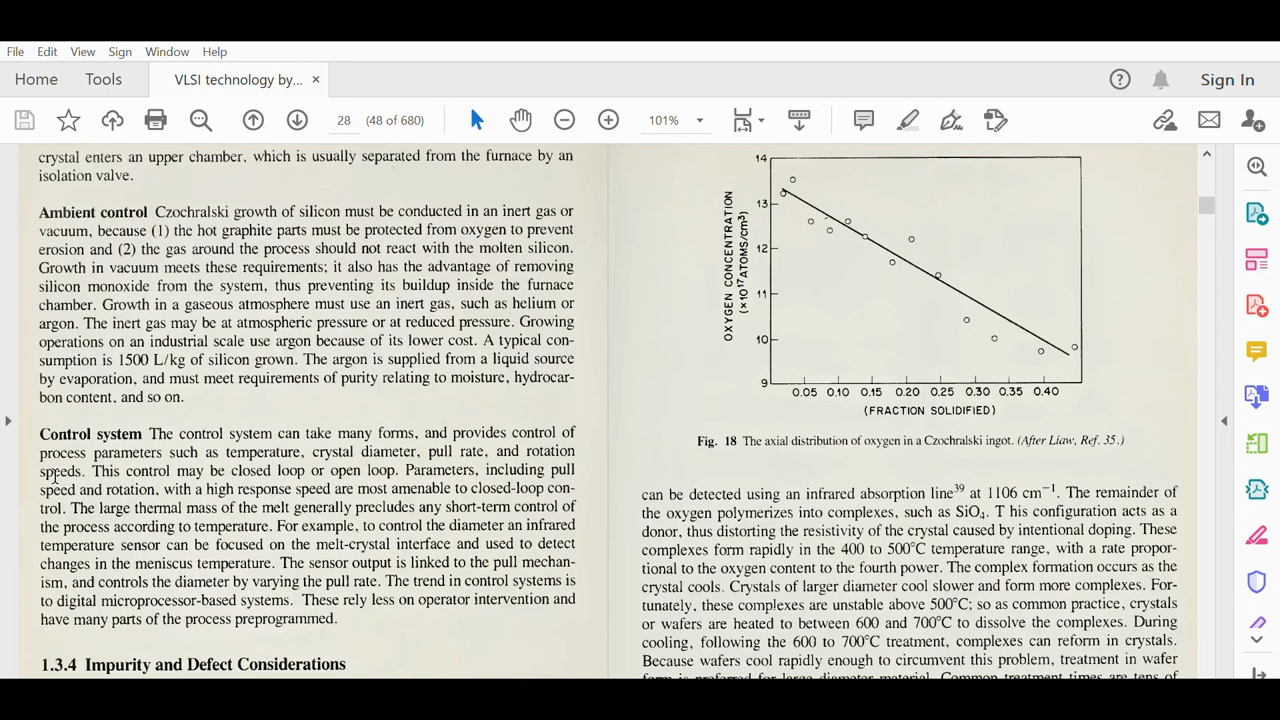 File Edit View Sign Window Help
Home Tools VLSI technology by... × Sign In
28 (48 of 680) 101%
crystal enters an upper chamber, which is usually separated from the furnace by an
isolation valve.
Ambient control Czochralski growth of silicon must be conducted in an inert gas or
vacuum, because (1) the hot graphite parts must be protected from oxygen to prevent
erosion and (2) the gas around the process should not react with the molten silicon.
Growth in vacuum meets these requirements; it also has the advantage of removing
silicon monoxide from the system, thus preventing its buildup inside the furnace
chamber. Growth in a gaseous atmosphere must use an inert gas, such as helium or
argon. The inert gas may be at atmospheric pressure or at reduced pressure. Growing
operations on an industrial scale use argon because of its lower cost. A typical con-
sumption is 1500 L/kg of silicon grown. The argon is supplied from a liquid source
by evaporation, and must meet requirements of purity relating to moisture, hydrocar-
bon content, and so on.
Control system The control system can take many forms, and provides control of
process parameters such as temperature, crystal diameter, pull rate, and rotation
speeds. This control may be closed loop or open loop. Parameters, including pull
speed and rotation, with a high response speed are most amenable to closed-loop con-
trol. The large thermal mass of the melt generally precludes any short-term control of
the process according to temperature. For example, to control the diameter an infrared
temperature sensor can be focused on the melt-crystal interface and used to detect
changes in the meniscus temperature. The sensor output is linked to the pull mechan-
ism, and controls the diameter by varying the pull rate. The trend in control systems is
to digital microprocessor-based systems. These rely less on operator intervention and
have many parts of the process preprogrammed.
1.3.4 Impurity and Defect Considerations
OXYGEN CONCENTRATION
(×10¹⁷ATOMS/cm³)
14
13
12
11
10
9
0.05 0.10 0.15 0.20 0.25 0.30 0.35 0.40
(FRACTION SOLIDIFIED)
Fig. 18 The axial distribution of oxygen in a Czochralski ingot. (After Liaw, Ref. 35.)
can be detected using an infrared absorption line³⁹ at 1106 cm⁻¹. The remainder of
the oxygen polymerizes into complexes, such as SiO₄. T his configuration acts as a
donor, thus distorting the resistivity of the crystal caused by intentional doping. These
complexes form rapidly in the 400 to 500°C temperature range, with a rate propor-
tional to the oxygen content to the fourth power. The complex formation occurs as the
crystal cools. Crystals of larger diameter cool slower and form more complexes. For-
tunately, these complexes are unstable above 500°C; so as common practice, crystals
or wafers are heated to between 600 and 700°C to dissolve the complexes. During
cooling, following the 600 to 700°C treatment, complexes can reform in crystals.
Because wafers cool rapidly enough to circumvent this problem, treatment in wafer
form is preferred for large diameter material. Common treatment times are tens of